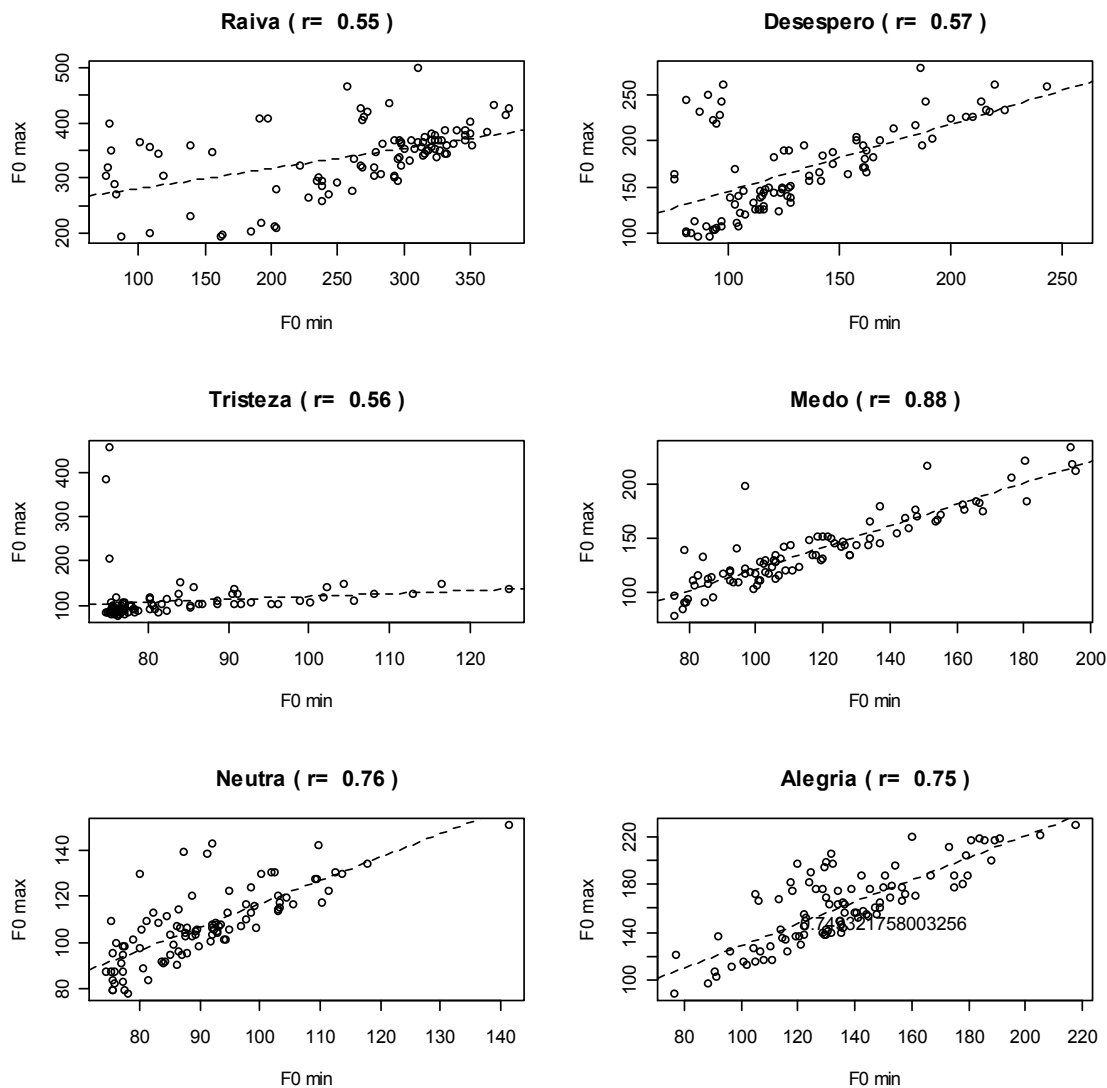 Raiva ( r= 0.55 )
F0 max
500
400
300
200
100 150 200 250 300 350
F0 min
Desespero ( r= 0.57 )
F0 max
250
200
150
100
100 150 200 250
F0 min
Tristeza ( r= 0.56 )
F0 max
400
300
200
100
80 90 100 110 120
F0 min
Medo ( r= 0.88 )
F0 max
200
150
100
80 100 120 140 160 180 200
F0 min
Neutra ( r= 0.76 )
F0 max
140
120
100
80
80 90 100 110 120 130 140
F0 min
Alegria ( r= 0.75 )
F0 max
220
180
140
100
80 100 120 140 160 180 200 220
F0 min